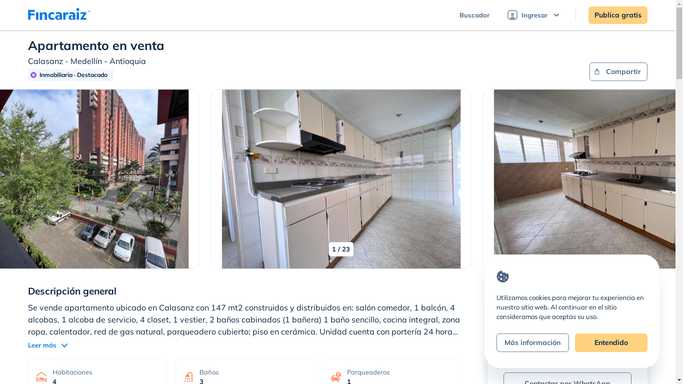 Fincaraiz
Buscador
Ingresar
Publica gratis
Apartamento en venta
Calasanz - Medellín - Antioquia
Inmobiliaria · Destacado
Compartir
1 / 23
Descripción general
Se vende apartamento ubicado en Calasanz con 147 mt2 construidos y distribuidos en: salón comedor, 1 balcón, 4
alcobas, 1 alcoba de servicio, 4 closet, 1 vestier, 2 baños cabinados (1 bañera) 1 baño sencillo, cocina integral, zona
ropa, calentador, red de gas natural, parqueadero cubierto; piso en cerámica. Unidad cuenta con portería 24 hora...
Leer más
Habitaciones
4
Baños
3
Parqueaderos
1
Utilizamos cookies para mejorar tu experiencia en
nuestro sitio web. Al continuar en el sitio
consideramos que aceptas su uso.
Más información
Entendido
Contactar por WhatsApp